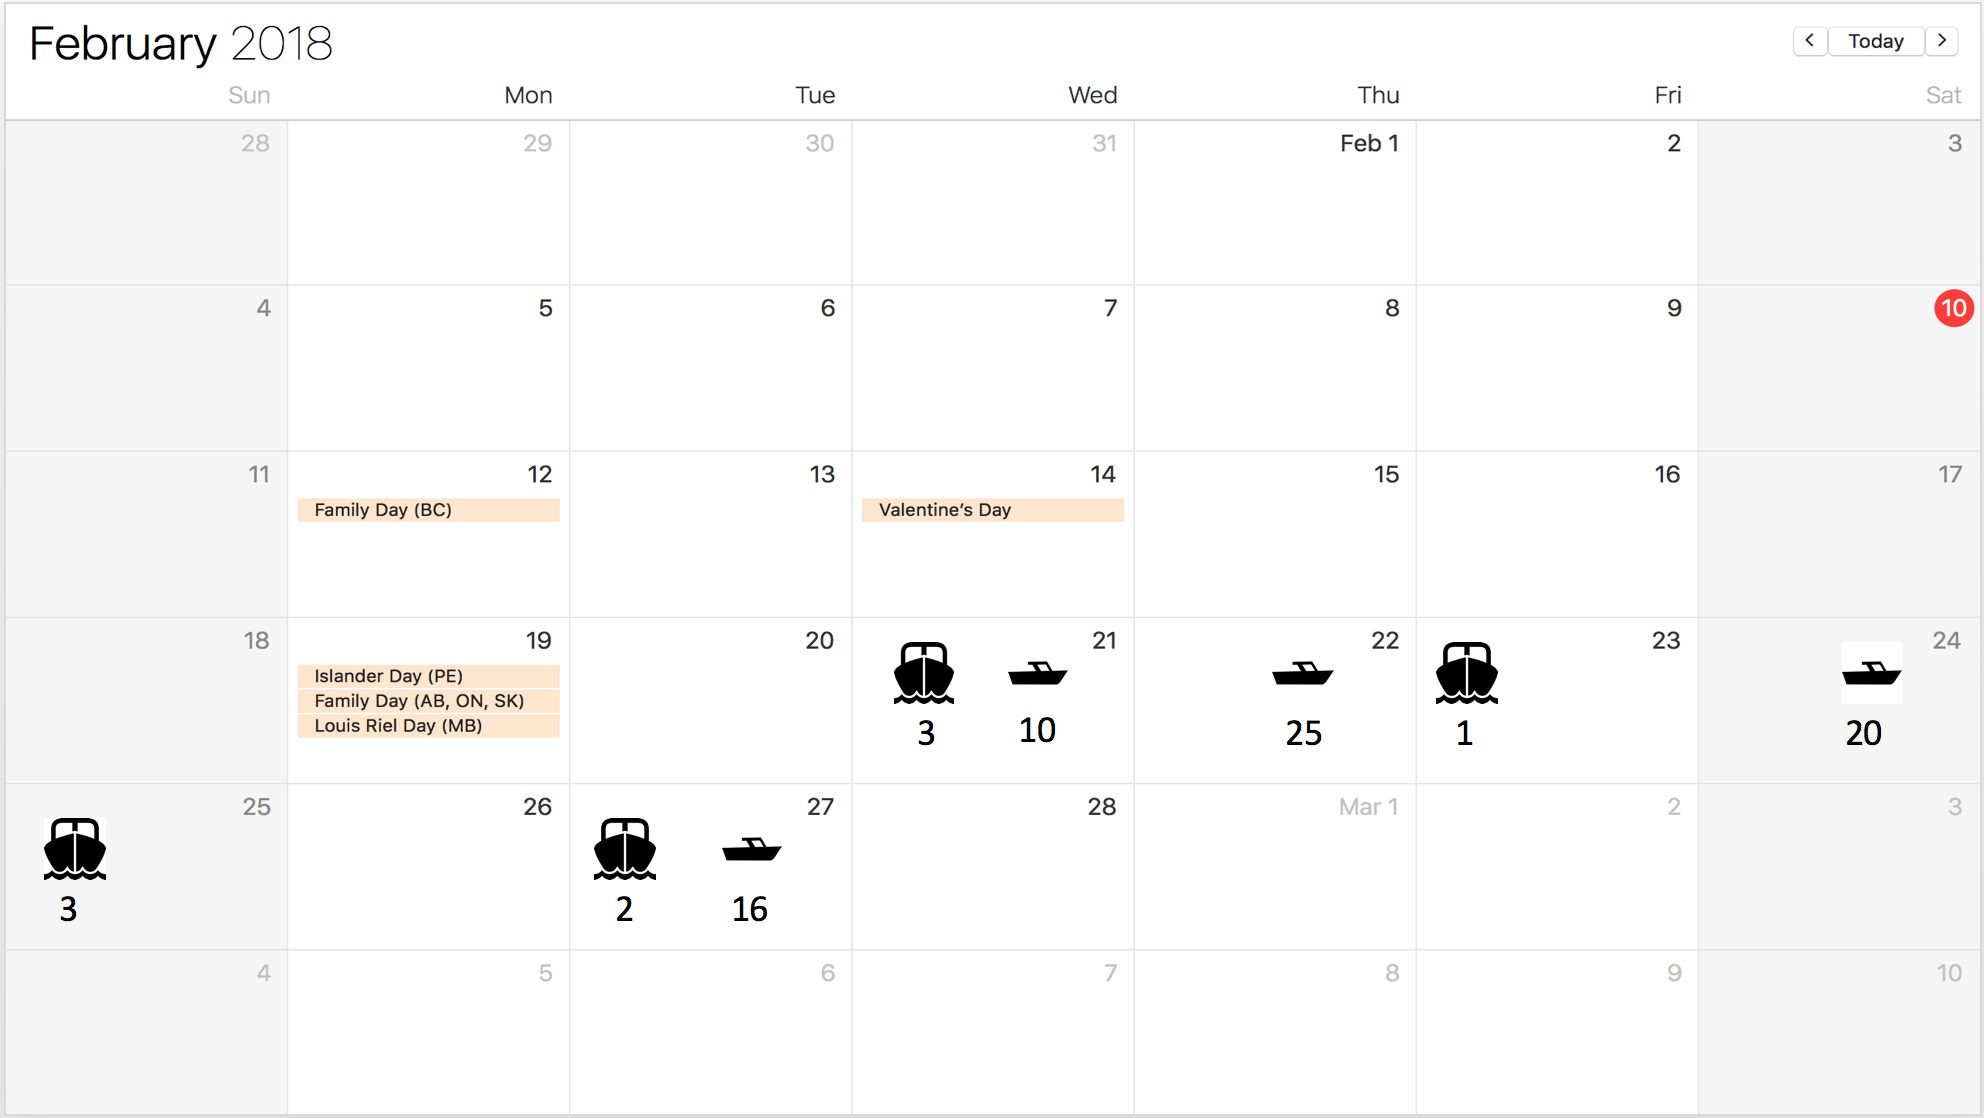 February 2018
< Today >
Sun Mon Tue Wed Thu Fri Sat
28 29 30 31 Feb 1 2 3
4 5 6 7 8 9 10
11 12 13 14 15 16 17
Family Day (BC) Valentine's Day
18 19 20 21 22 23 24
Islander Day (PE)
Family Day (AB, ON, SK)
Louis Riel Day (MB)
3 10 25 1 20
25 26 27 28 Mar 1 2 3
3 2 16
4 5 6 7 8 9 10